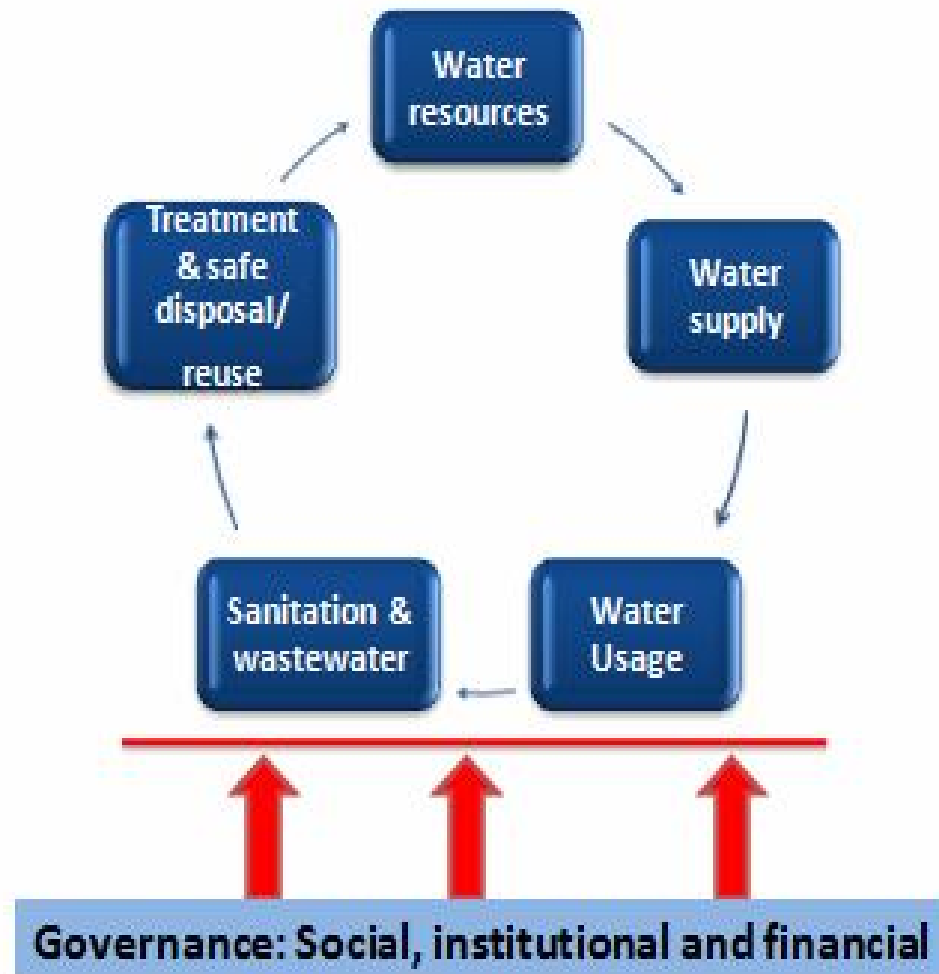 Water
resources
Water
supply
Water
Usage
Sanitation &
wastewater
Treatment
& safe
disposal/
reuse
Governance: Social, institutional and financial